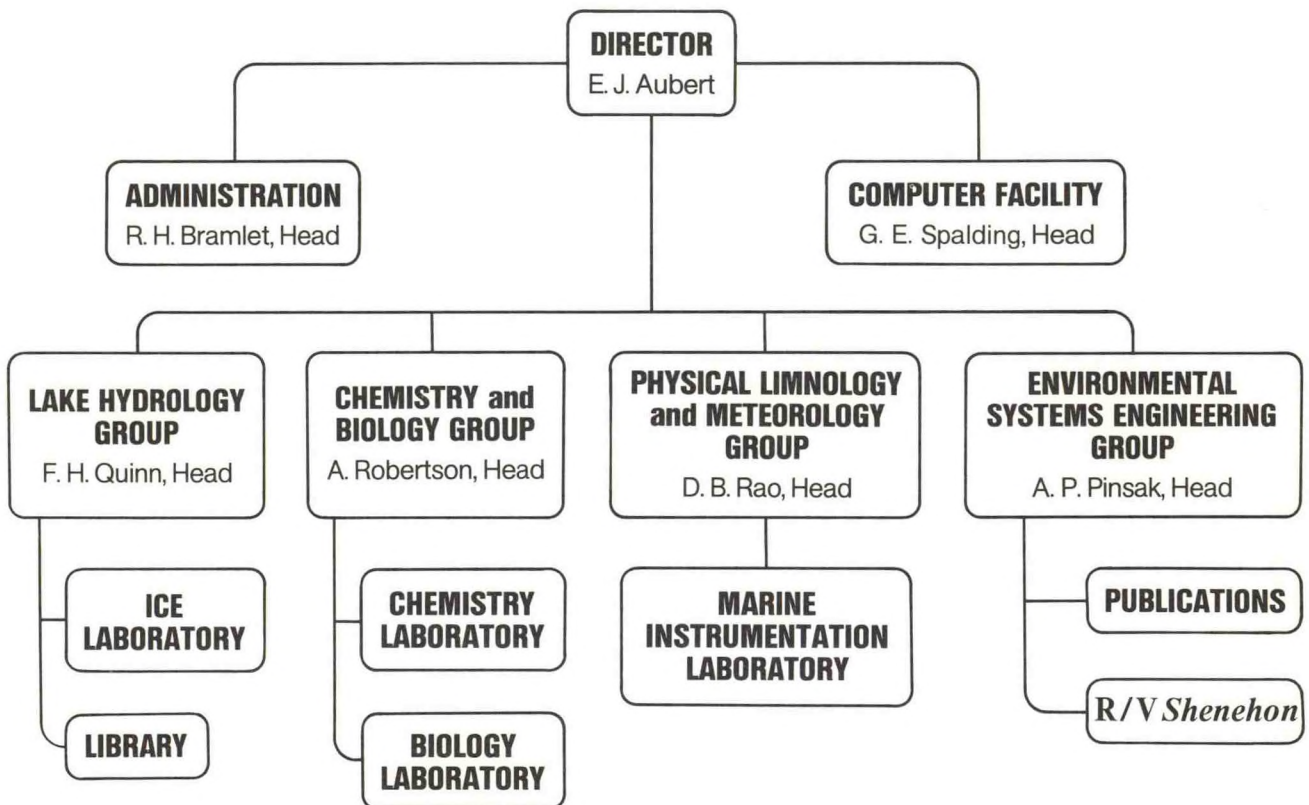 DIRECTOR
E. J. Aubert
ADMINISTRATION
R. H. Bramlet, Head
COMPUTER FACILITY
G. E. Spalding, Head
LAKE HYDROLOGY
GROUP
F. H. Quinn, Head
CHEMISTRY and
BIOLOGY GROUP
A. Robertson, Head
PHYSICAL LIMNOLOGY
and METEOROLOGY
GROUP
D. B. Rao, Head
ENVIRONMENTAL
SYSTEMS ENGINEERING
GROUP
A. P. Pinsak, Head
ICE
LABORATORY
LIBRARY
CHEMISTRY
LABORATORY
BIOLOGY
LABORATORY
MARINE
INSTRUMENTATION
LABORATORY
PUBLICATIONS
R/V Shenehon